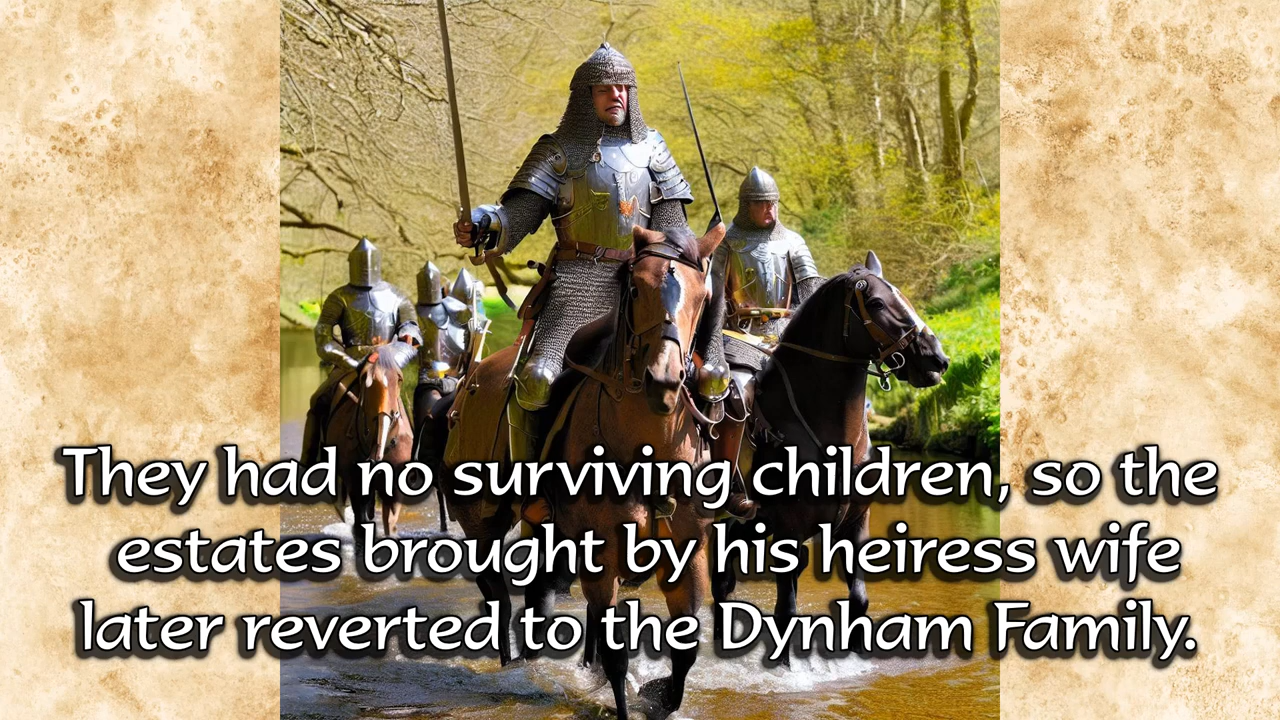 They had no surviving children, so the
estates brought by his heiress wife
later reverted to the Dynham Family.